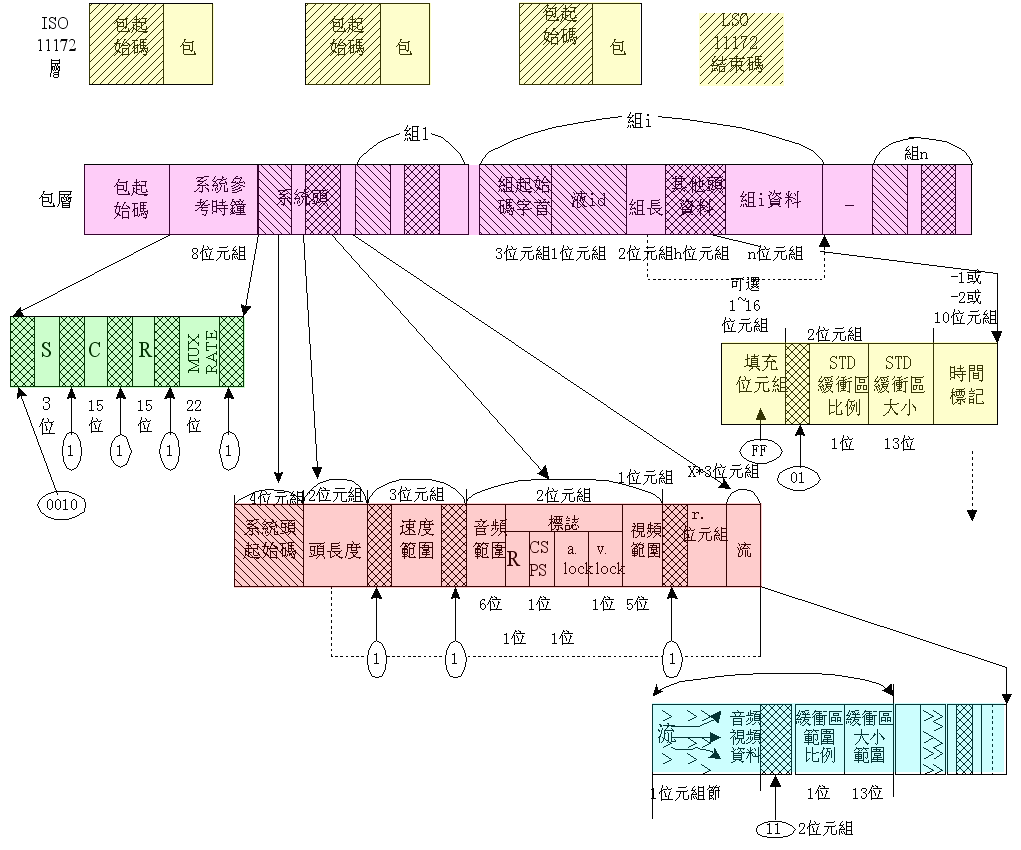 ISO
11172
層
包起
始碼
包
包起
始碼
包
包起
始碼
包
LSO
11172
結束碼
組1
組i
組n
包層
包起
始碼
系統參
考時鐘
系統頭
組起始
碼字首
液id
組長
其他頭
資料
組i資料
_
8位元組
3位元組
1位元組
2位元組
h位元組
n位元組
可選
1~16
位元組
-1或
-2或
10位元組
S
C
R
MUX
RATE
3
位
15
位
15
位
22
位
1
1
1
1
0010
2位元組
填充
位元組
STD
緩衝區
比例
STD
緩衝區
大小
時間
標記
1位
13位
FF
01
4位元組
2位元組
3位元組
2位元組
1位元組
X*3位元組
系統頭
起始碼
頭長度
速度
範圍
音頻
範圍
標誌
R
CS
PS
a.
lock
v.
lock
視頻
範圍
r.
位元組
流
6位
1位
1位
5位
1位
1位
1
1
1
流
音頻
視頻
資料
緩衝區
範圍
比例
緩衝區
大小
範圍
1位元組節
1位
13位
11
2位元組